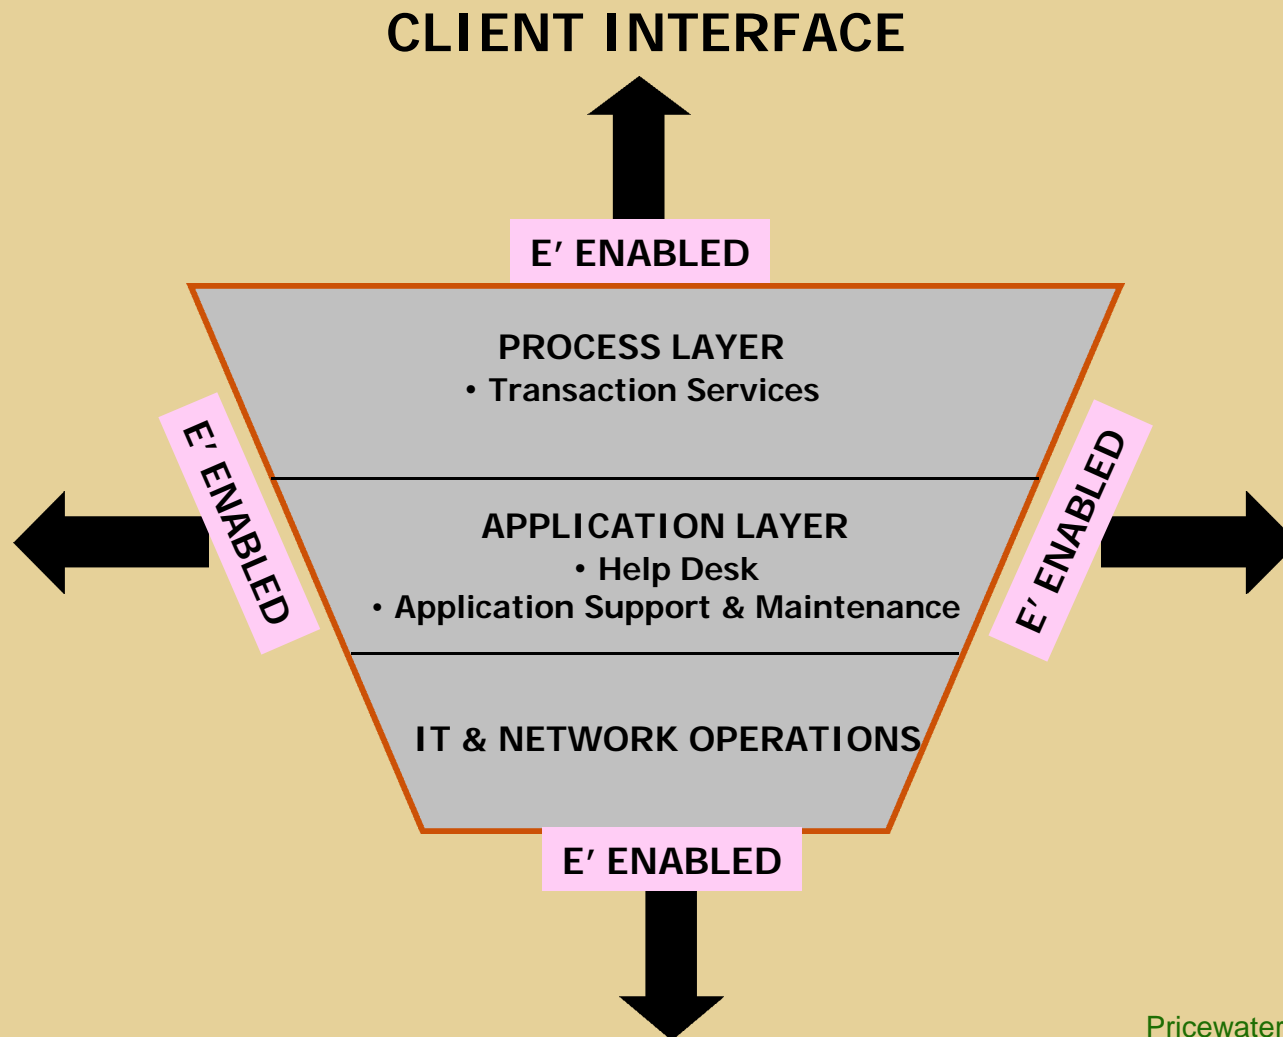 CLIENT INTERFACE
E’ ENABLED
PROCESS LAYER
• Transaction Services
E’ ENABLED
E’ ENABLED
APPLICATION LAYER
• Help Desk
• Application Support & Maintenance
IT & NETWORK OPERATIONS
E’ ENABLED
Pricewater